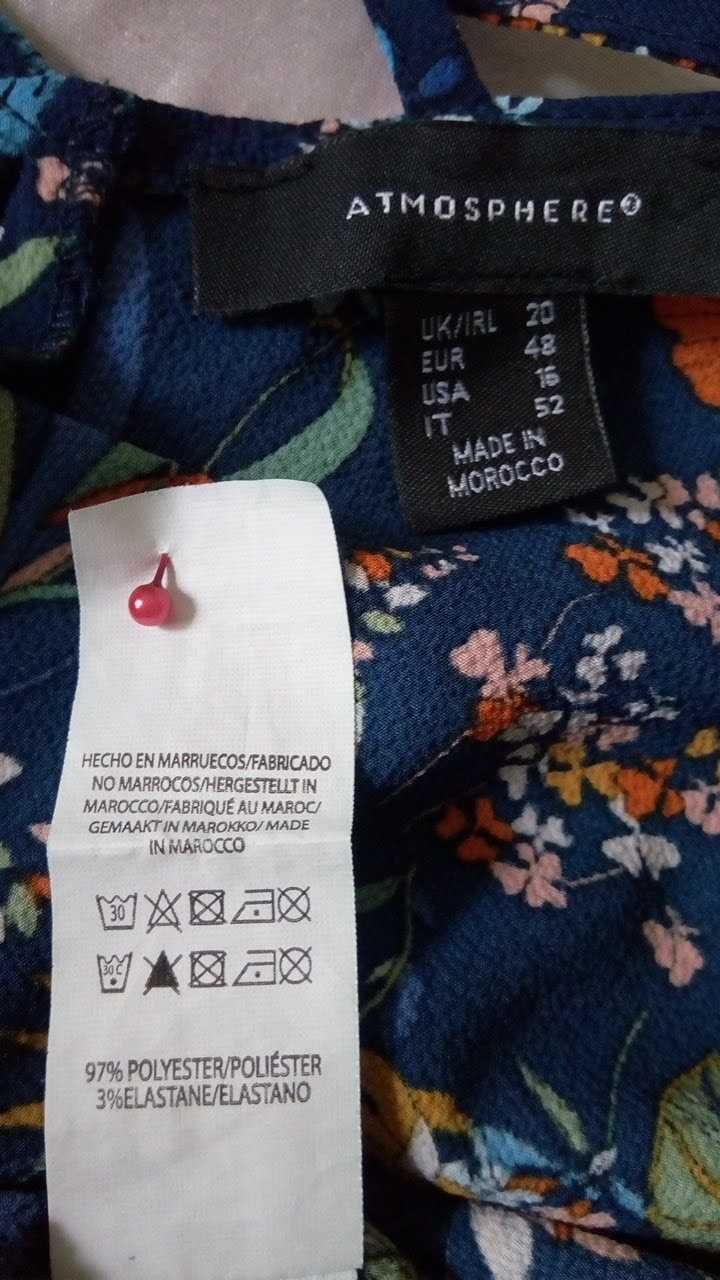 ATMOSPHERE
UK/IRL 20
EUR 48
USA 16
IT 52
MADE IN
MOROCCO
HECHO EN MARRUECOS/FABRICADO
NO MARROCOS/HERGESTELLT IN
MAROCCO/FABRIQUÉ AU MAROC/
GEMAAKT IN MAROKKO/ MADE
IN MAROCCO
30
30 C
97% POLYESTER/POLIÉSTER
3%ELASTANE/ELASTANO